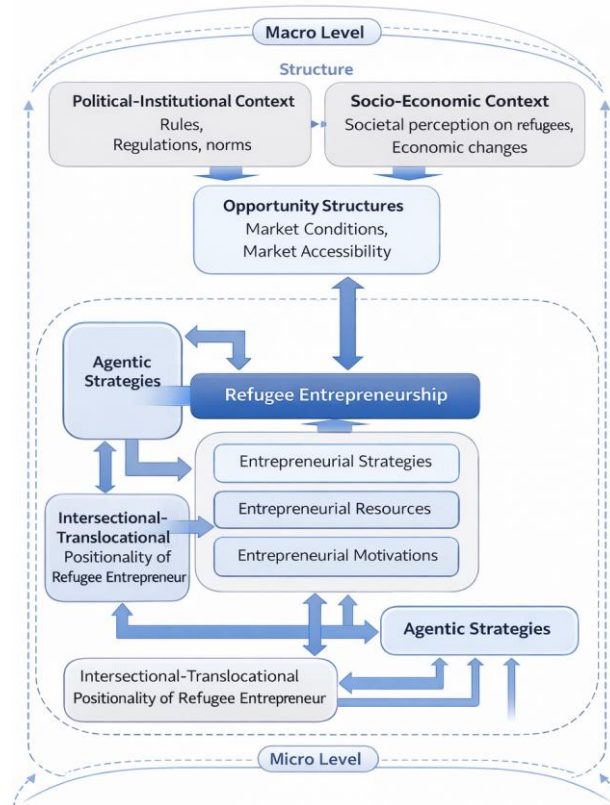 Macro Level
Structure
Political-Institutional Context
Rules,
Regulations, norms
Socio-Economic Context
Societal perception on refugees,
Economic changes
Opportunity Structures
Market Conditions,
Market Accessibility
Agentic
Strategies
Refugee Entrepreneurship
Entrepreneurial Strategies
Entrepreneurial Resources
Entrepreneurial Motivations
Intersectional-
Translocational
Positionality of
Refugee Entrepreneur
Agentic Strategies
Intersectional-Translocational
Positionality of Refugee Entrepreneur
Micro Level